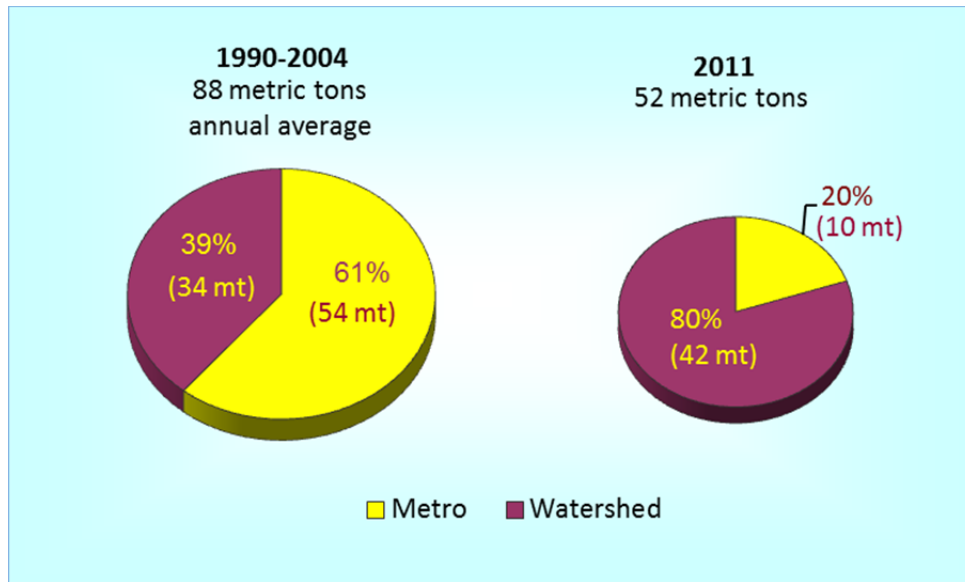 1990-2004
88 metric tons
annual average
39%
(34 mt)
61%
(54 mt)
2011
52 metric tons
20%
(10 mt)
80%
(42 mt)
Metro
Watershed